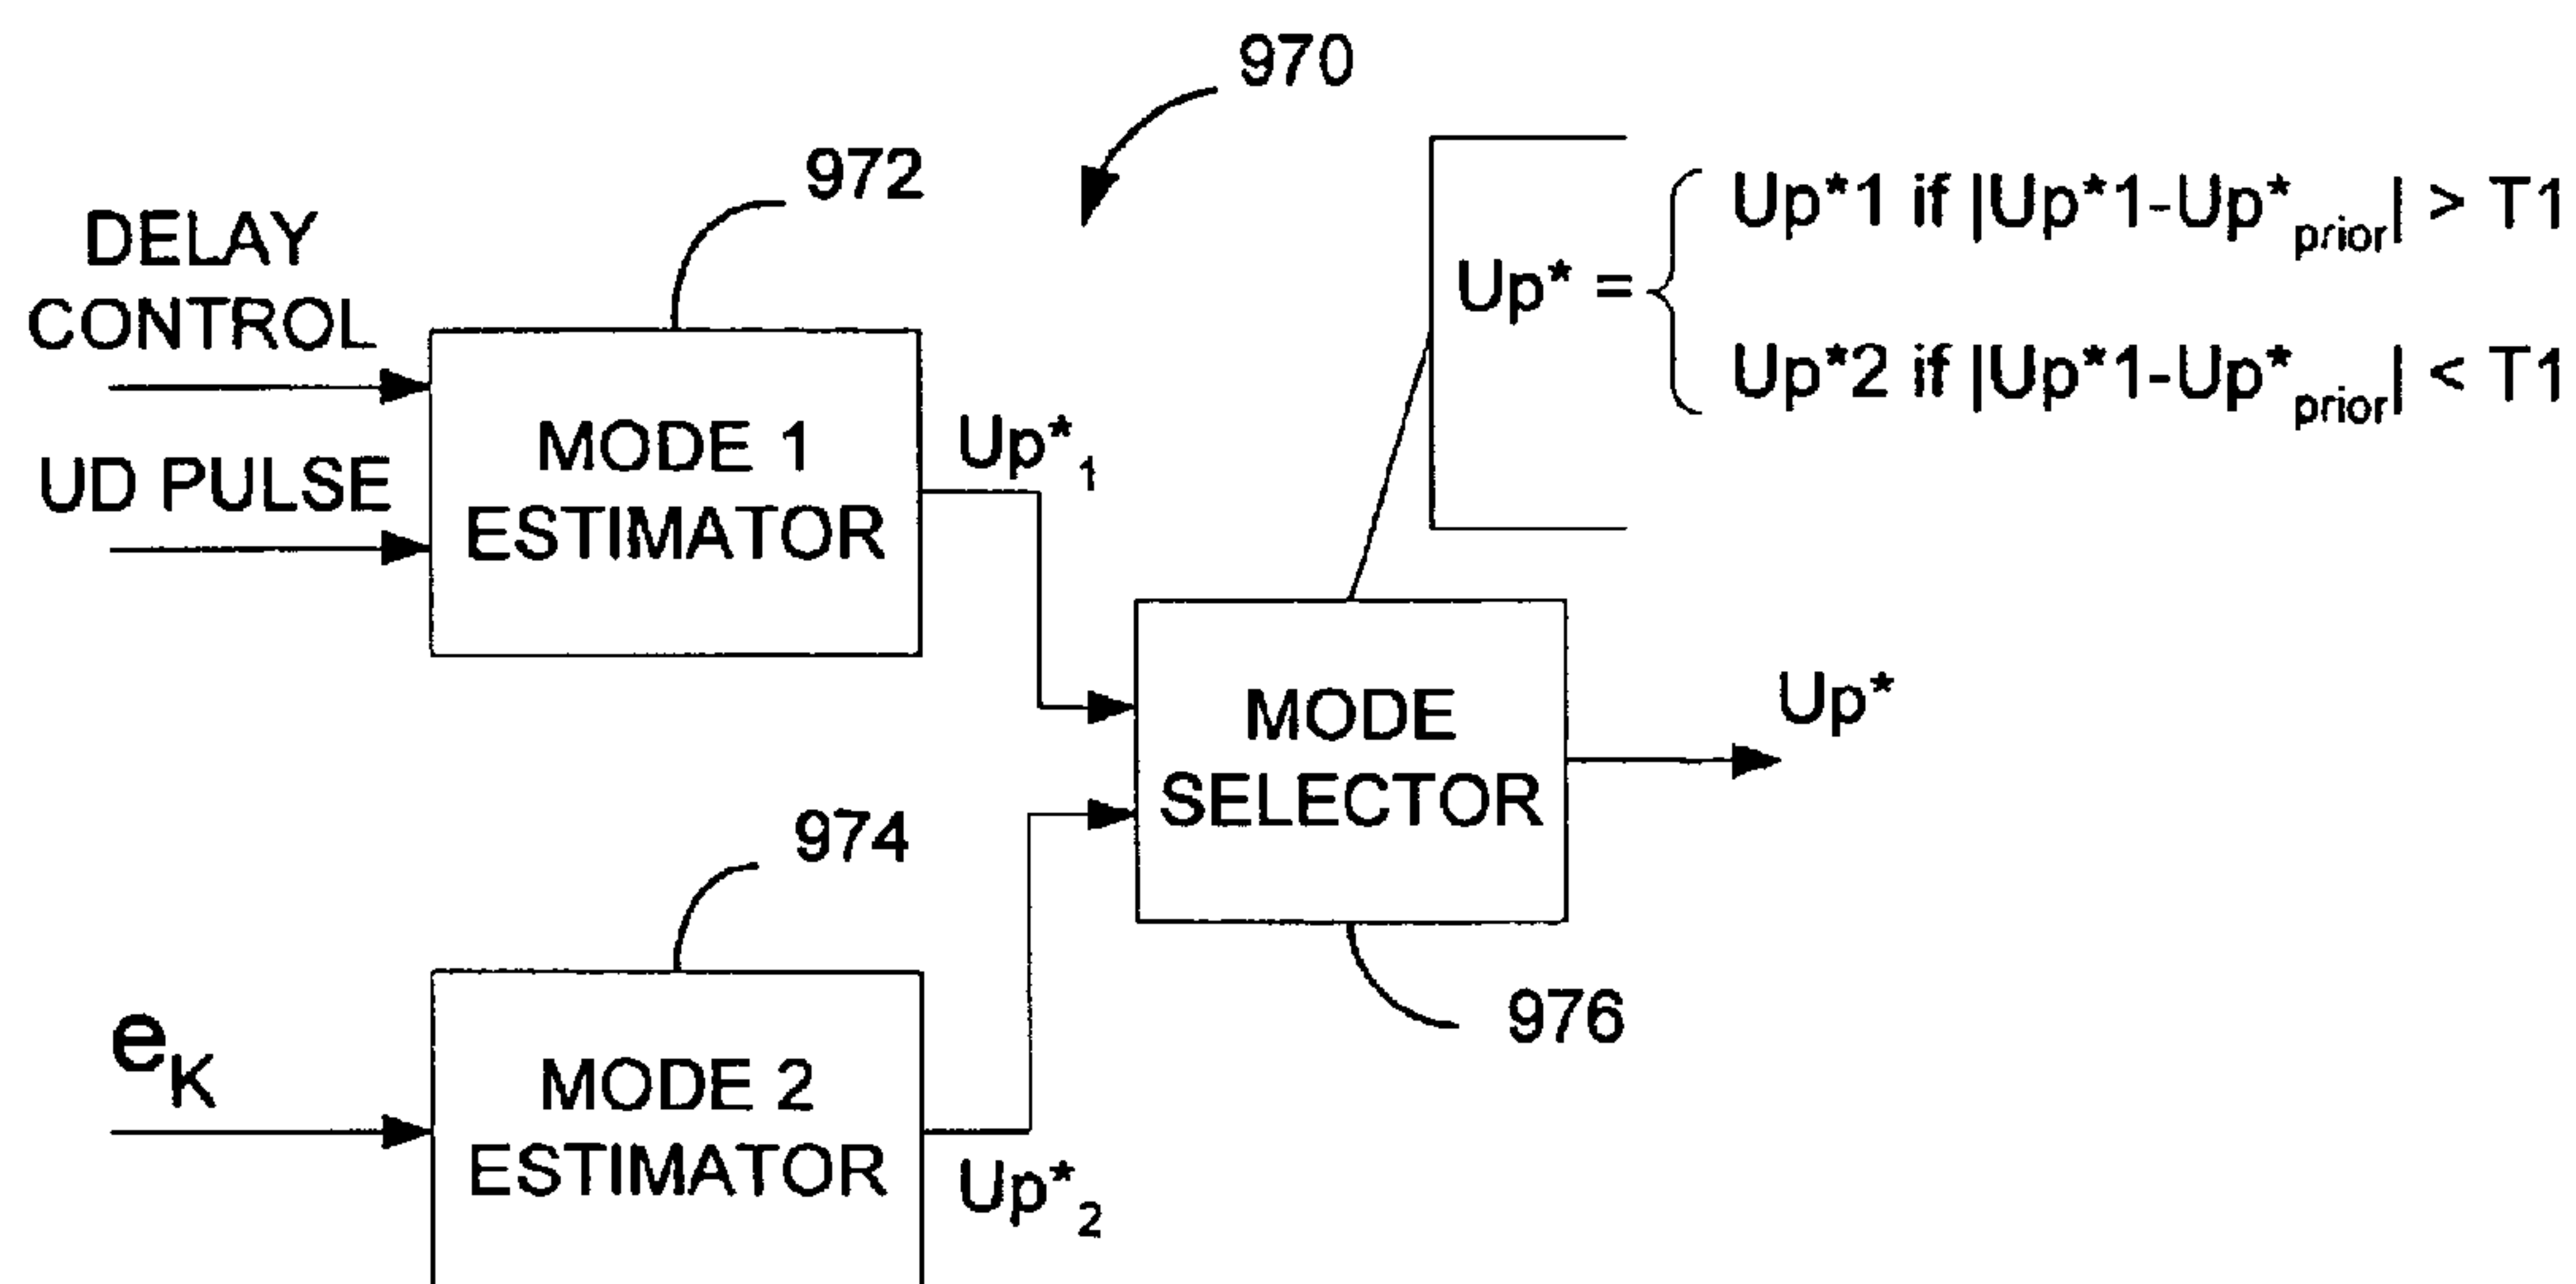 970
972
DELAY
CONTROL
UD PULSE
MODE 1
ESTIMATOR
Up*1
Up* =
Up*1 if |Up*1-Up*prior| > T1
Up*2 if |Up*1-Up*prior| < T1
MODE
SELECTOR
Up*
976
974
eK
MODE 2
ESTIMATOR
Up*2